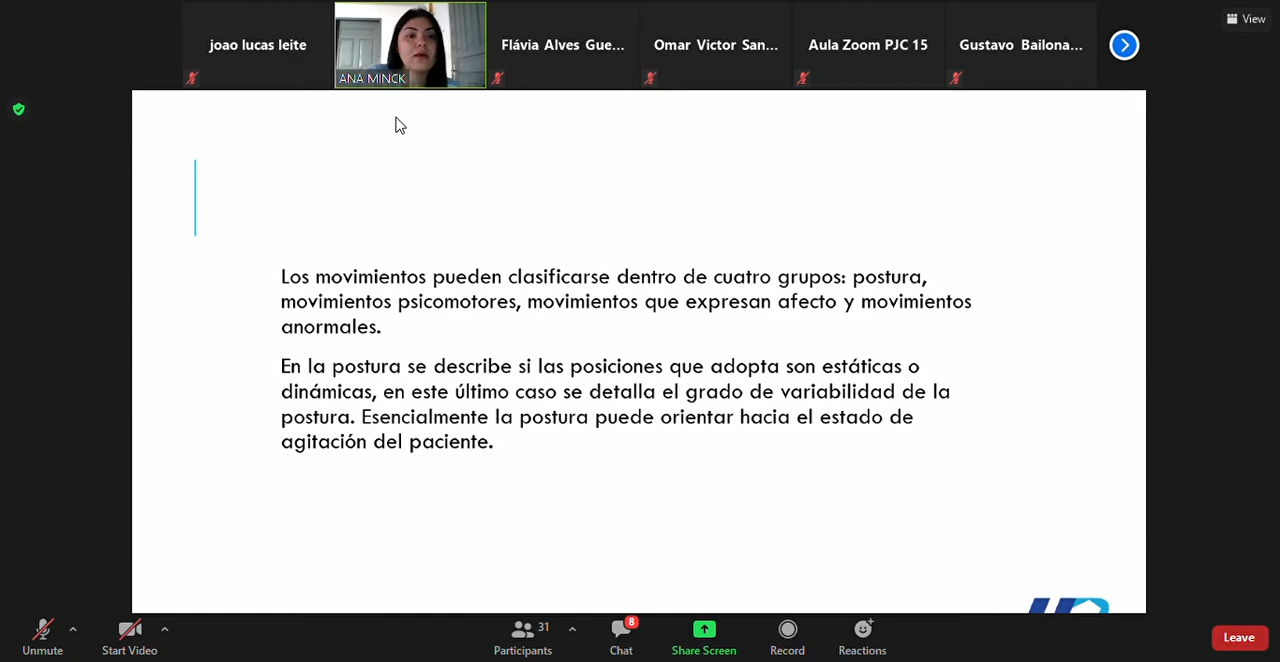 View
joao lucas leite
ANA MINCK
Flávia Alves Gue...
Omar Victor San...
Aula Zoom PJC 15
Gustavo Bailona...
Los movimientos pueden clasificarse dentro de cuatro grupos: postura,
movimientos psicomotores, movimientos que expresan afecto y movimientos
anormales.
En la postura se describe si las posiciones que adopta son estáticas o
dinámicas, en este último caso se detalla el grado de variabilidad de la
postura. Esencialmente la postura puede orientar hacia el estado de
agitación del paciente.
Unmute
Start Video
31
Participants
8
Chat
Share Screen
Record
Reactions
Leave